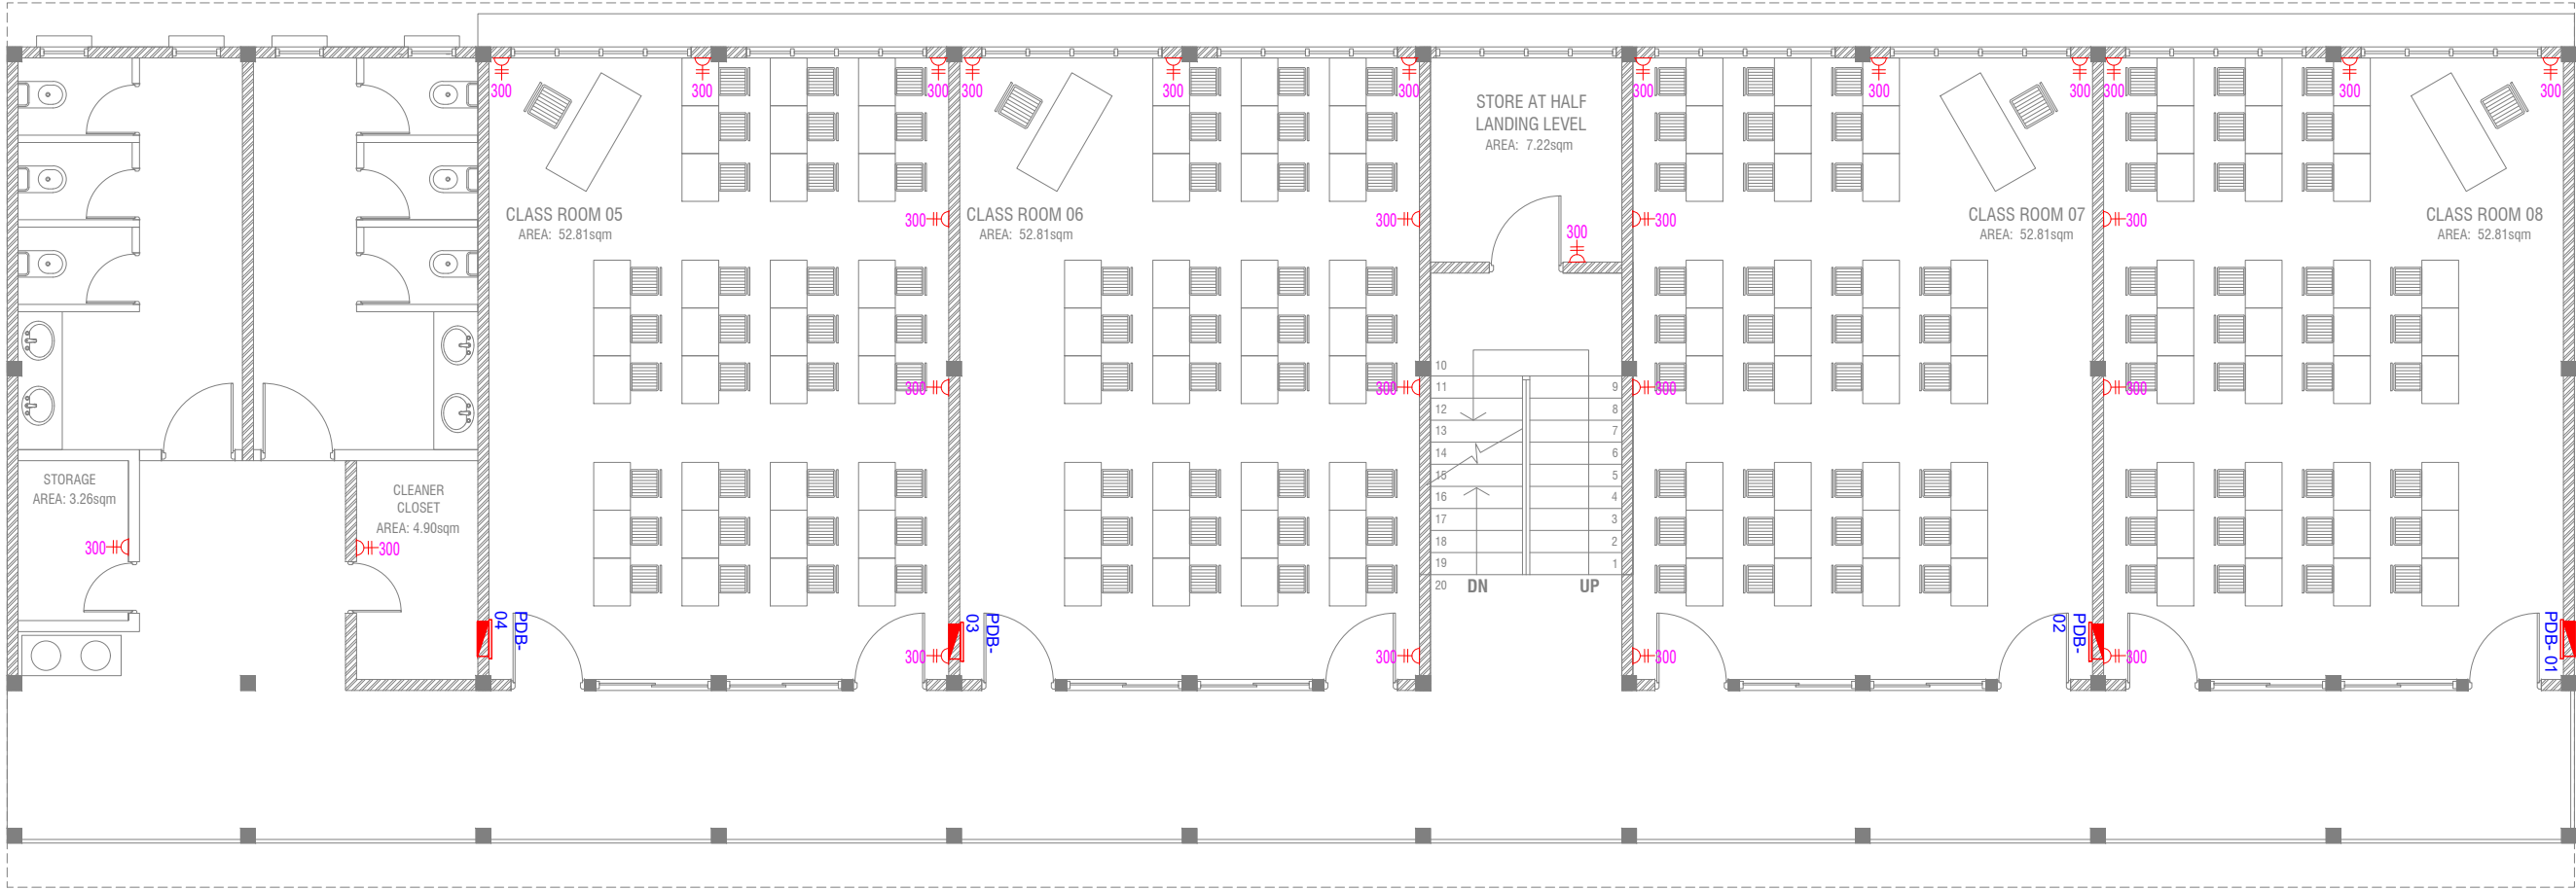 300
300
300
300
300
300
300
300
300
300
300
300
STORE AT HALF
LANDING LEVEL
AREA: 7.22sqm
CLASS ROOM 05
AREA: 52.81sqm
300
CLASS ROOM 06
AREA: 52.81sqm
300
300
300
CLASS ROOM 07
AREA: 52.81sqm
300
CLASS ROOM 08
AREA: 52.81sqm
300
300
300
300
10
11
12
13
14
15
16
17
18
19
20
9
8
7
6
5
4
3
2
1
DN
UP
STORAGE
AREA: 3.26sqm
300
CLEANER
CLOSET
AREA: 4.90sqm
300
PDB-
04
300
PDB-
03
300
300
PDB-
02
300
PDB- 01